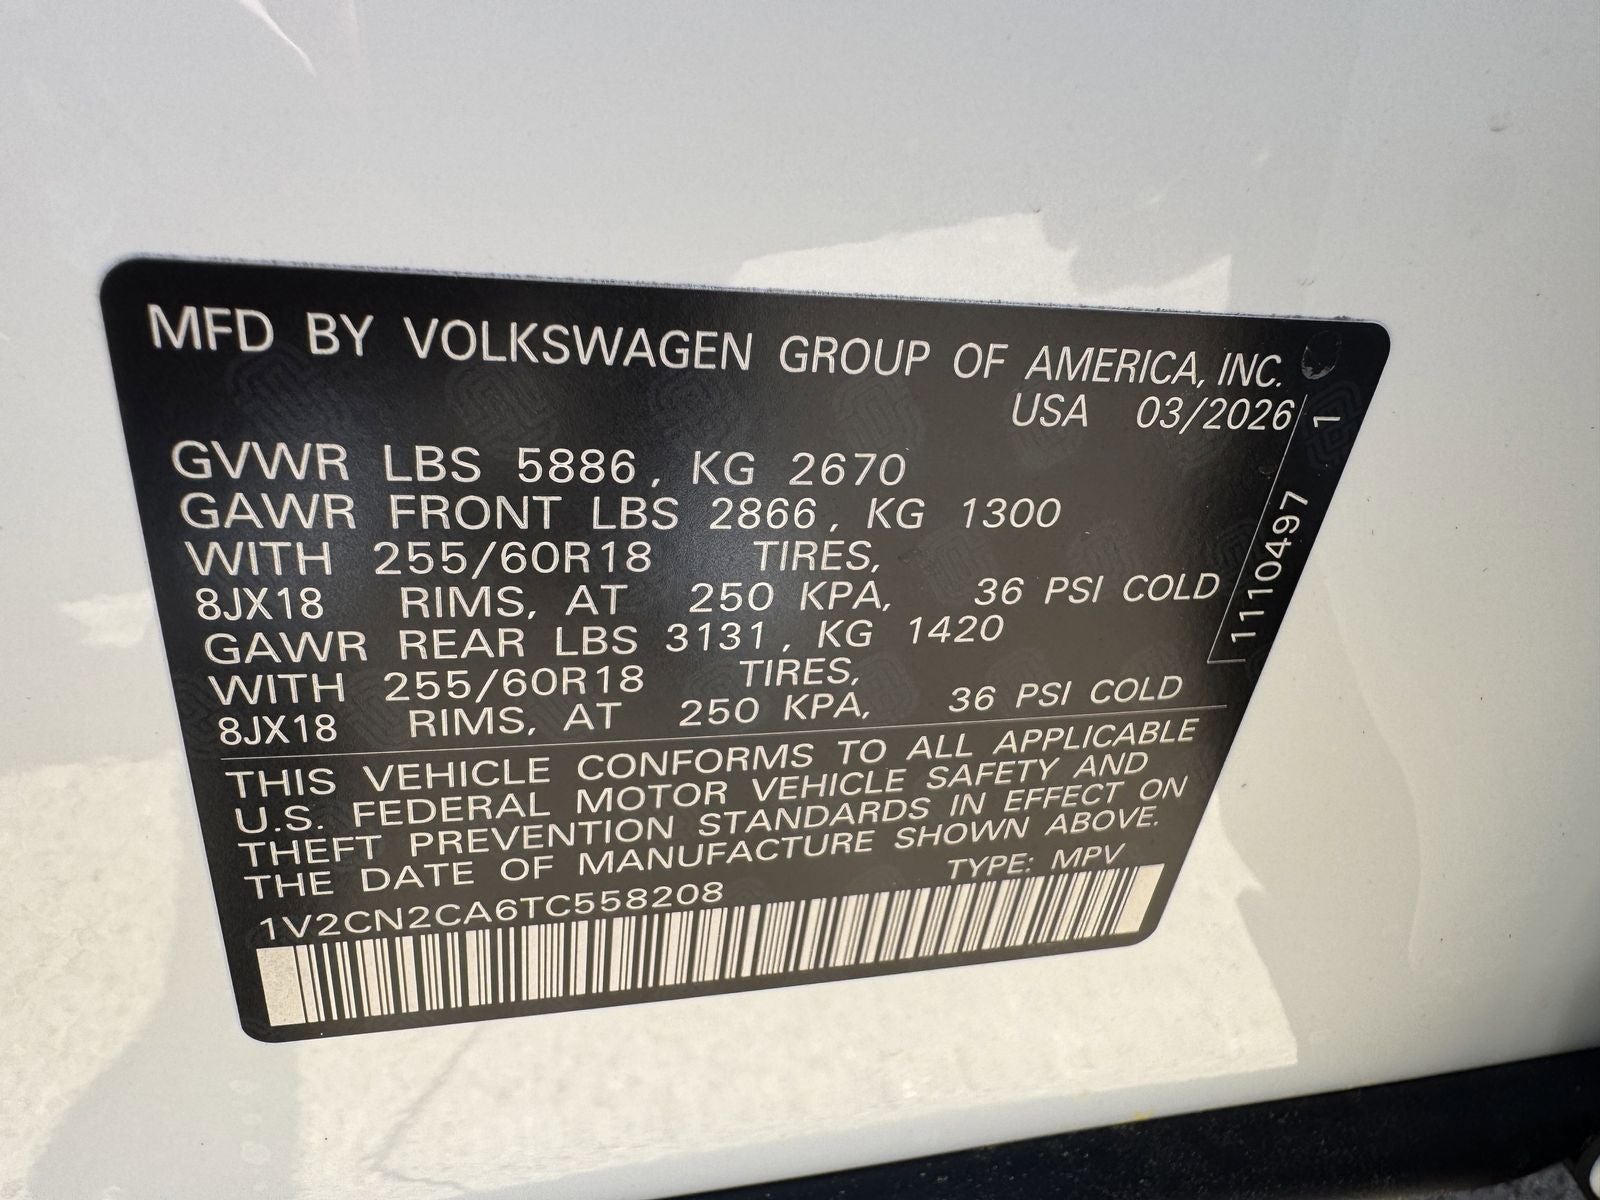 MFD BY VOLKSWAGEN GROUP OF AMERICA, INC.
USA 03/2026
GVWR LBS 5886, KG 2670
GAWR FRONT LBS 2866, KG 1300
WITH 255/60R18 TIRES,
8JX18 RIMS, AT 250 KPA, 36 PSI COLD
GAWR REAR LBS 3131, KG 1420
WITH 255/60R18 TIRES,
8JX18 RIMS, AT 250 KPA, 36 PSI COLD
THIS VEHICLE CONFORMS TO ALL APPLICABLE
U.S. FEDERAL MOTOR VEHICLE SAFETY AND
THEFT PREVENTION STANDARDS IN EFFECT ON
THE DATE OF MANUFACTURE SHOWN ABOVE.
1V2CN2CA6TC558208 TYPE: MPV
1110497 1